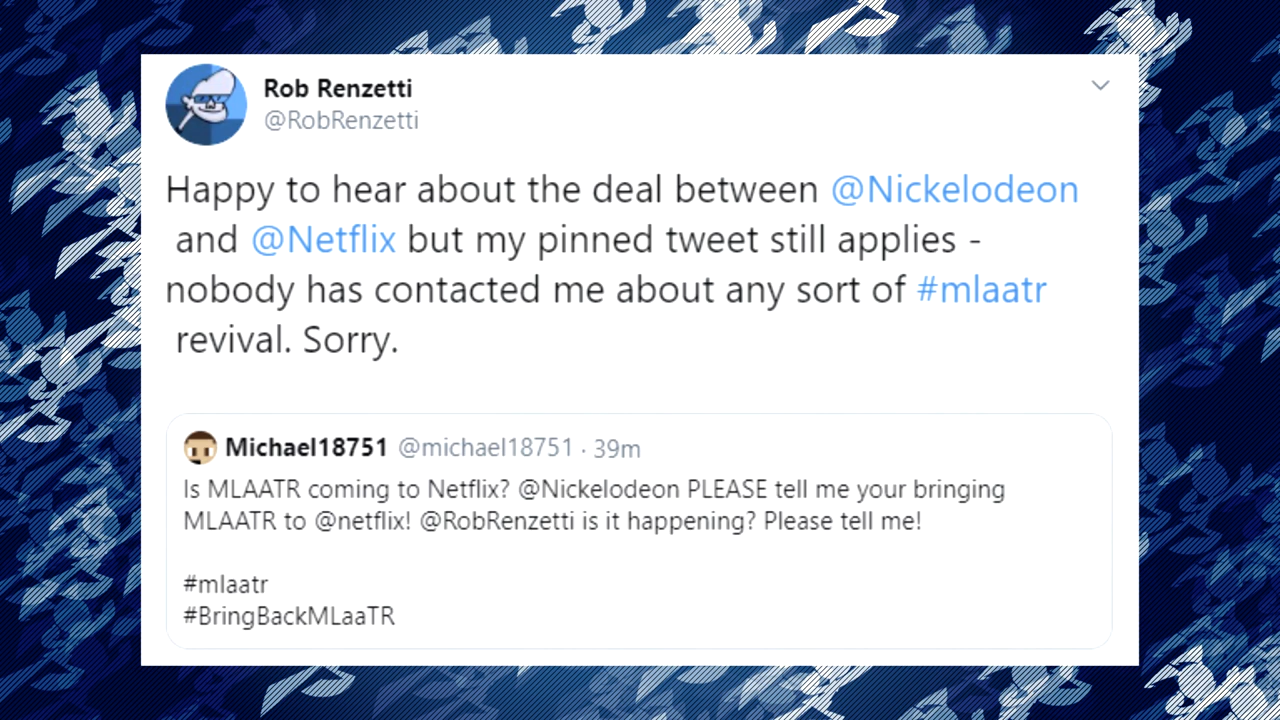 Rob Renzetti
@RobRenzetti
Happy to hear about the deal between @Nickelodeon
and @Netflix but my pinned tweet still applies -
nobody has contacted me about any sort of #mlaatr
revival. Sorry.
Michael18751 @michael18751 · 39m
Is MLAATR coming to Netflix? @Nickelodeon PLEASE tell me your bringing
MLAATR to @netflix! @RobRenzetti is it happening? Please tell me!
#mlaatr
#BringBackMLaaTR